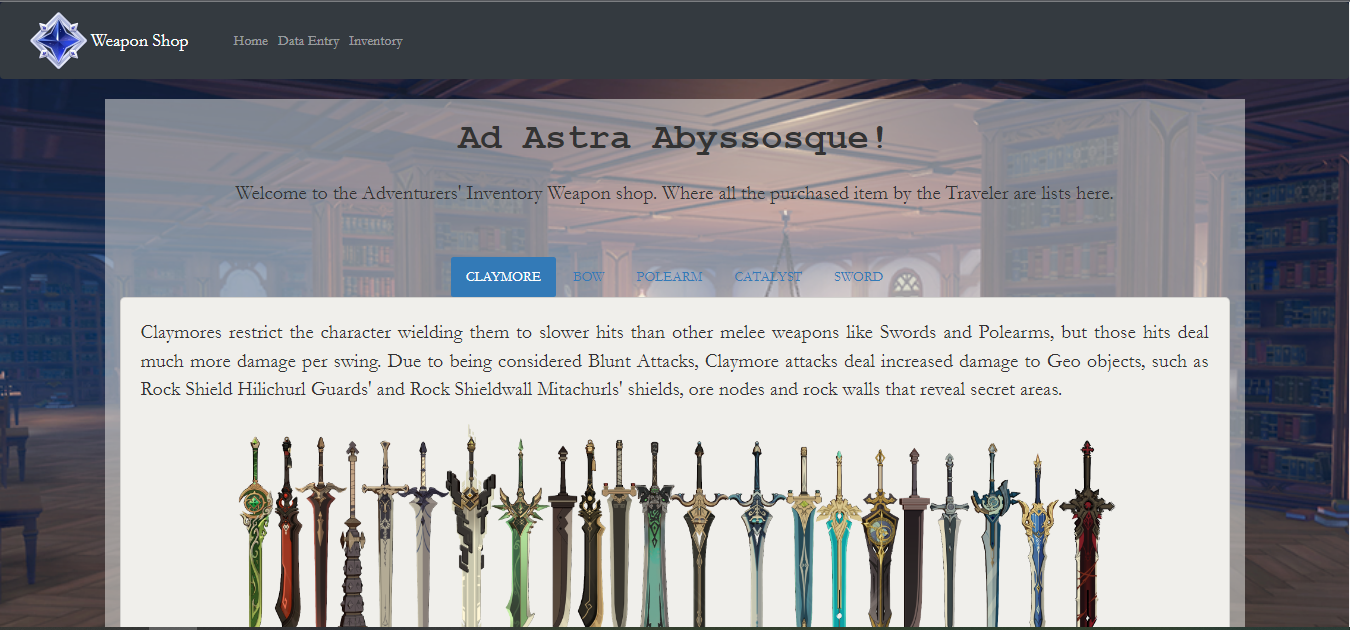 Weapon Shop Home Data Entry Inventory
Ad Astra Abyssosque!
Welcome to the Adventurers' Inventory Weapon shop. Where all the purchased item by the Traveler are lists here.
CLAYMORE BOW POLEARM CATALYST SWORD
Claymores restrict the character wielding them to slower hits than other melee weapons like Swords and Polearms, but those hits deal
much more damage per swing. Due to being considered Blunt Attacks, Claymore attacks deal increased damage to Geo objects, such as
Rock Shield Hilichurl Guards' and Rock Shieldwall Mitachurls' shields, ore nodes and rock walls that reveal secret areas.